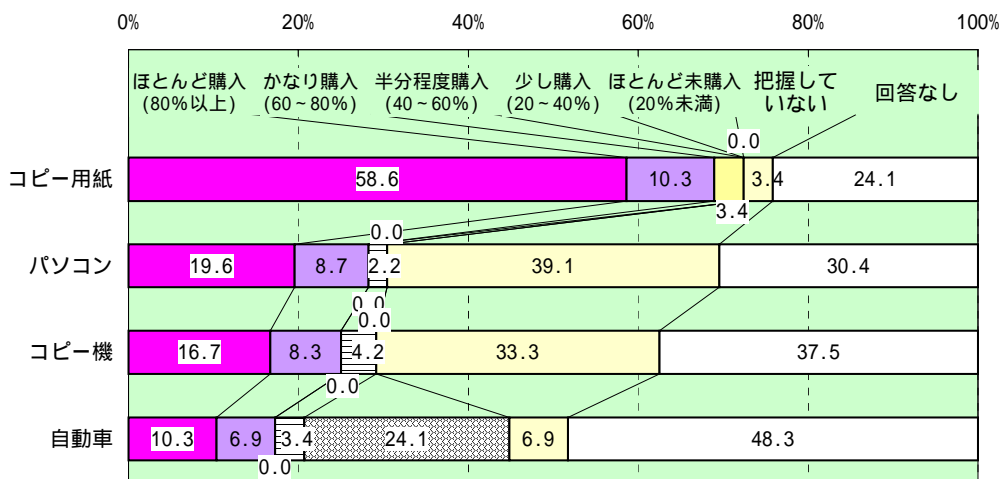 0% 20% 40% 60% 80% 100%
ほとんど購入 かなり購入 半分程度購入 少し購入 ほとんど未購入 把握して 回答なし
(80%以上) (60~80%) (40~60%) (20~40%) (20%未満) いない
0.0
コピー用紙 58.6 10.3 3.4 24.1
3.4
0.0
パソコン 19.6 8.7 2.2 39.1 30.4
0.0
0.0
コピー機 16.7 8.3 4.2 33.3 37.5
0.0
自動車 10.3 6.9 3.4 24.1 6.9 48.3
0.0